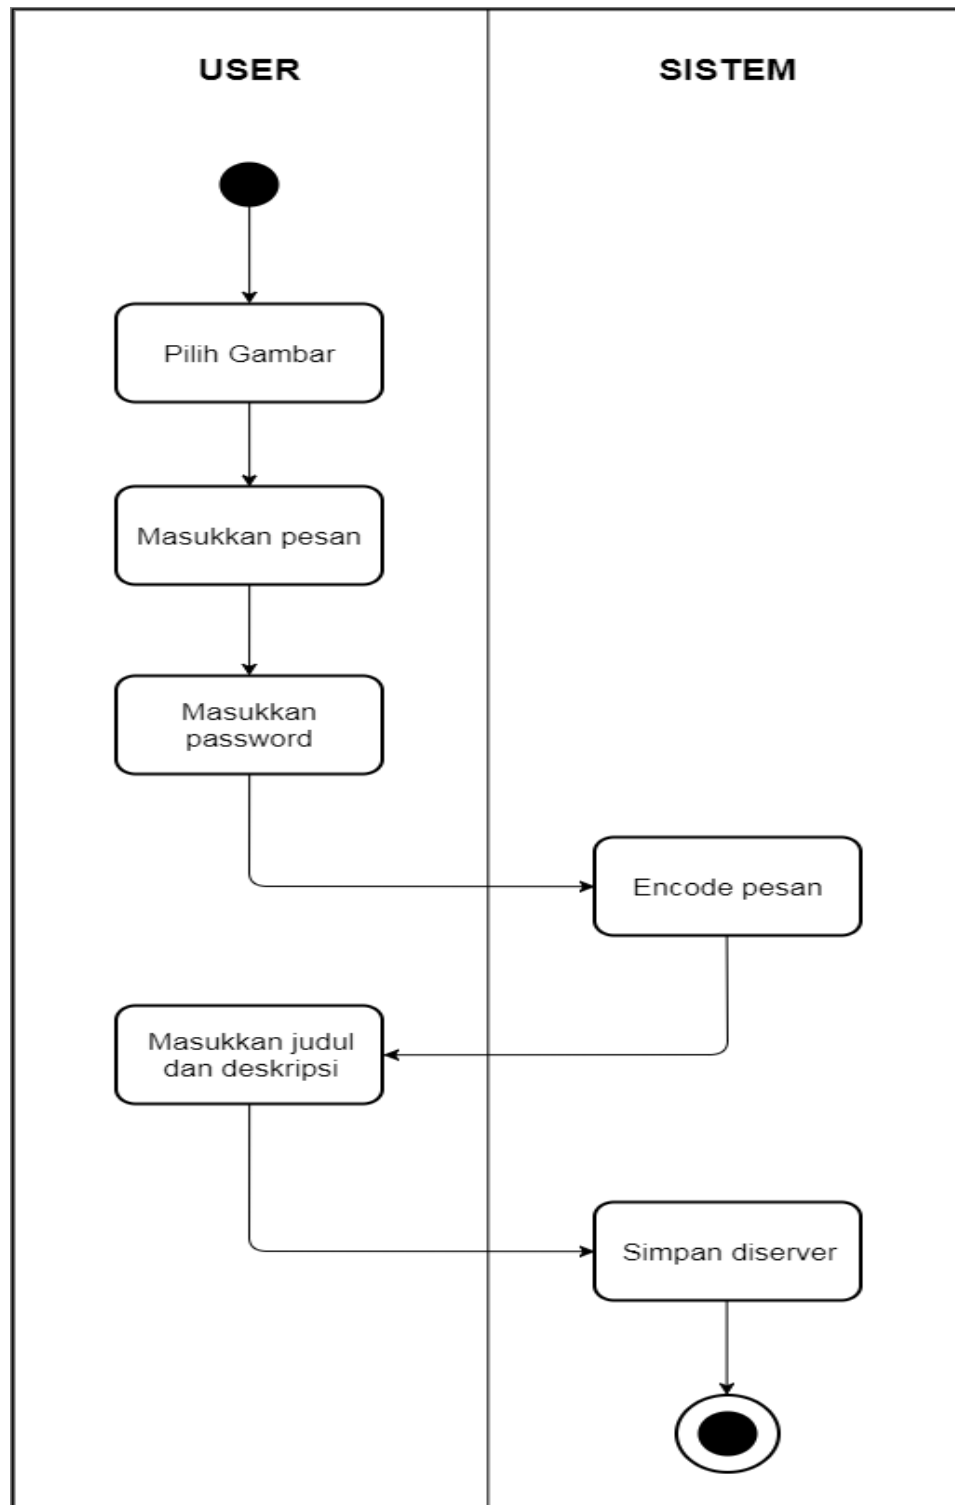 USER
SISTEM
Pilih Gambar
Masukkan pesan
Masukkan
password
Encode pesan
Masukkan judul
dan deskripsi
Simpan diserver